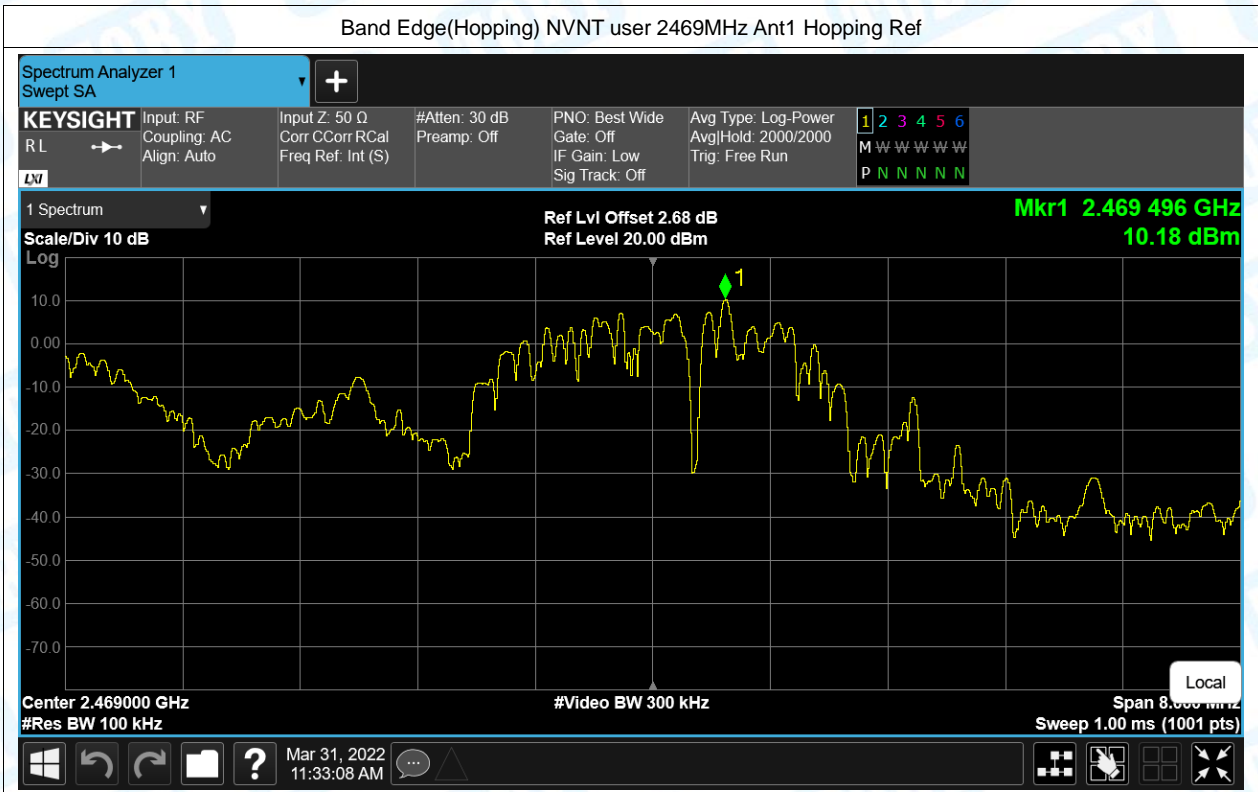 Band Edge(Hopping) NVNT user 2469MHz Ant1 Hopping Ref
Spectrum Analyzer 1
Swept SA
KEYSIGHT
RL
LXI
Input: RF
Coupling: AC
Align: Auto
Input Z: 50 Ω
Corr CCorr RCal
Freq Ref: Int (S)
#Atten: 30 dB
Preamp: Off
PNO: Best Wide
Gate: Off
IF Gain: Low
Sig Track: Off
Avg Type: Log-Power
Avg|Hold: 2000/2000
Trig: Free Run
1 2 3 4 5 6
M W W W W W
P N N N N N
1 Spectrum
Scale/Div 10 dB
Log
Ref Lvl Offset 2.68 dB
Ref Level 20.00 dBm
Mkr1 2.469 496 GHz
10.18 dBm
1
10.0
0.00
-10.0
-20.0
-30.0
-40.0
-50.0
-60.0
-70.0
Local
Center 2.469000 GHz
#Res BW 100 kHz
#Video BW 300 kHz
Span 8.000 MHz
Sweep 1.00 ms (1001 pts)
?
Mar 31, 2022
11:33:08 AM